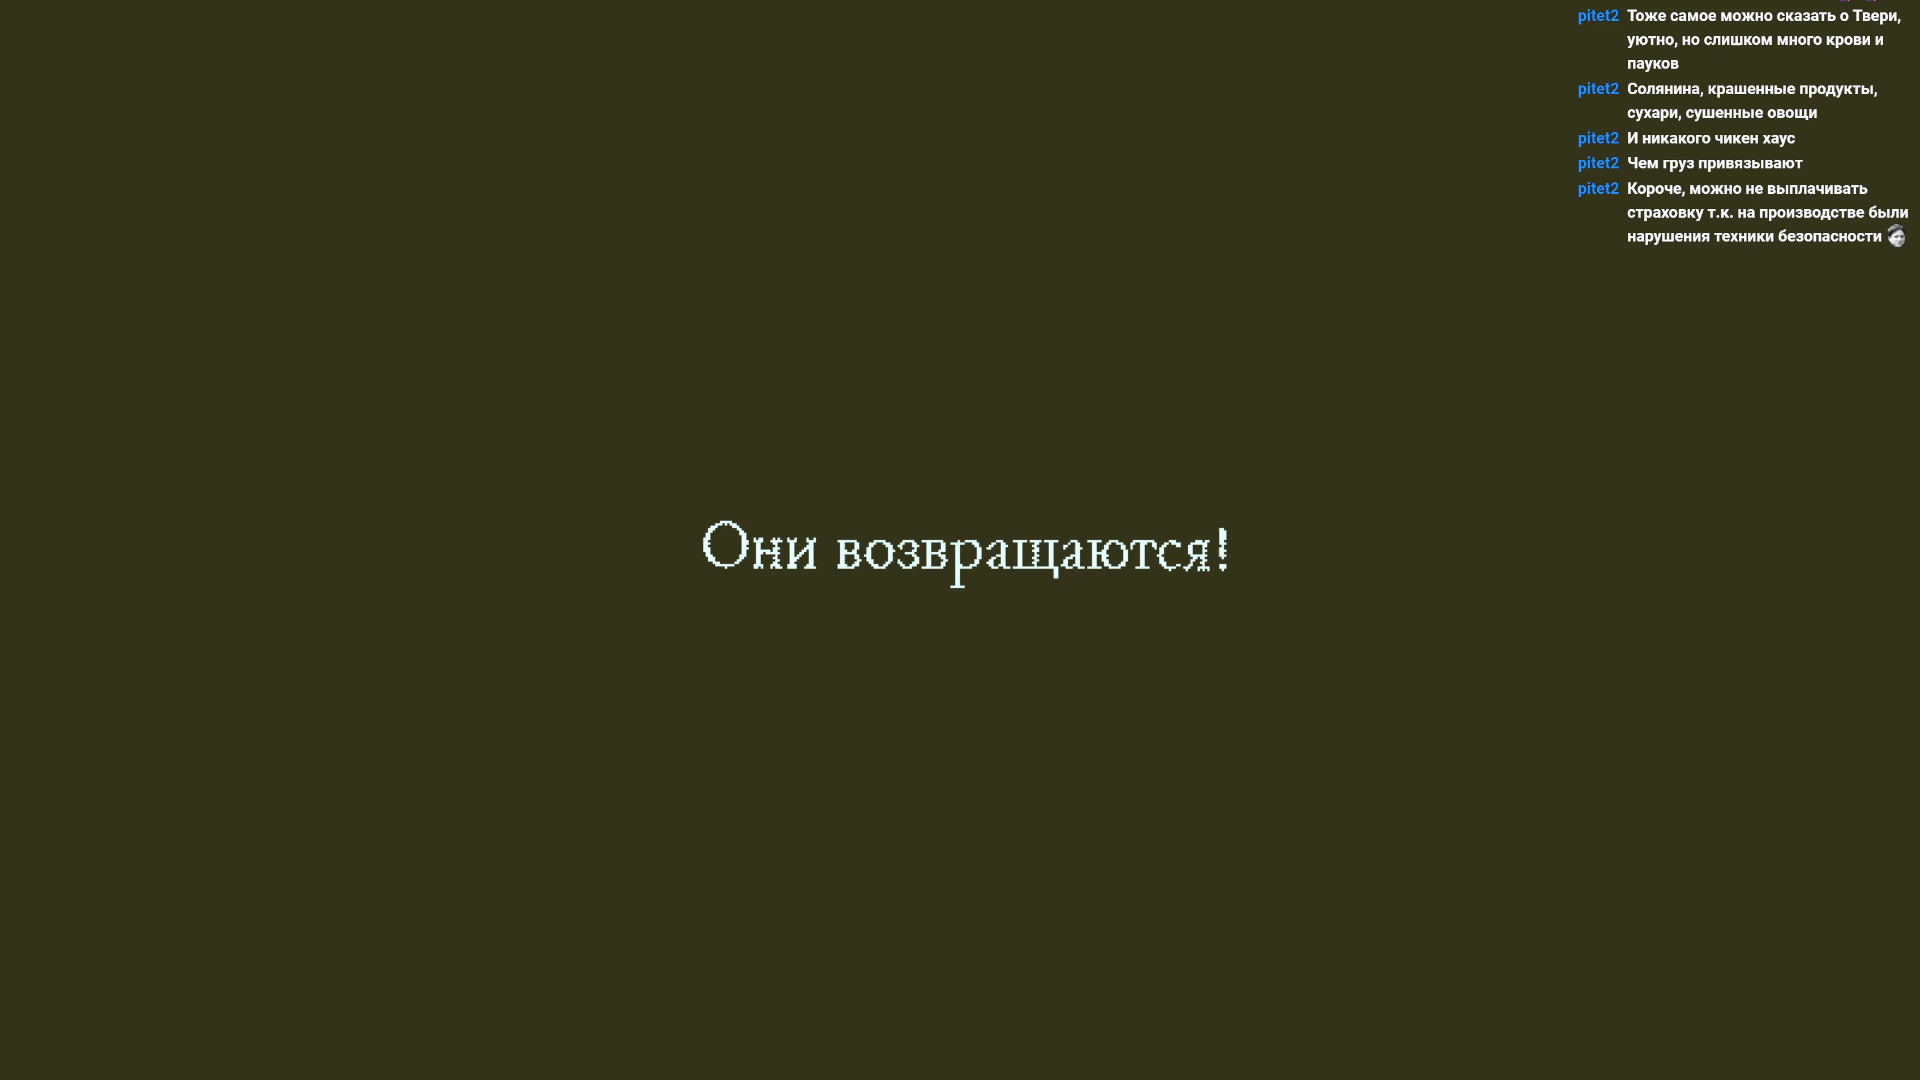 pitet2 Тоже самое можно сказать о Твери,
уютно, но слишком много крови и
пауков
pitet2 Солянина, крашенные продукты,
сухари, сушенные овощи
pitet2 И никакого чикен хаус
pitet2 Чем груз привязывают
pitet2 Короче, можно не выплачивать
страховку т.к. на производстве были
нарушения техники безопасности
Они возвращаются!